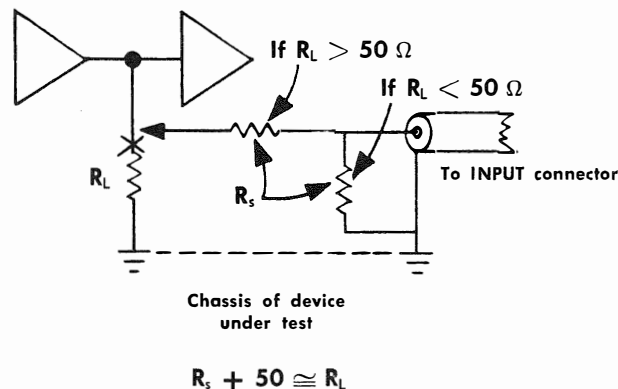 If R_L > 50 Ω
If R_L < 50 Ω
R_L
R_s
To INPUT connector
Chassis of device
under test
R_s + 50 ≅ R_L